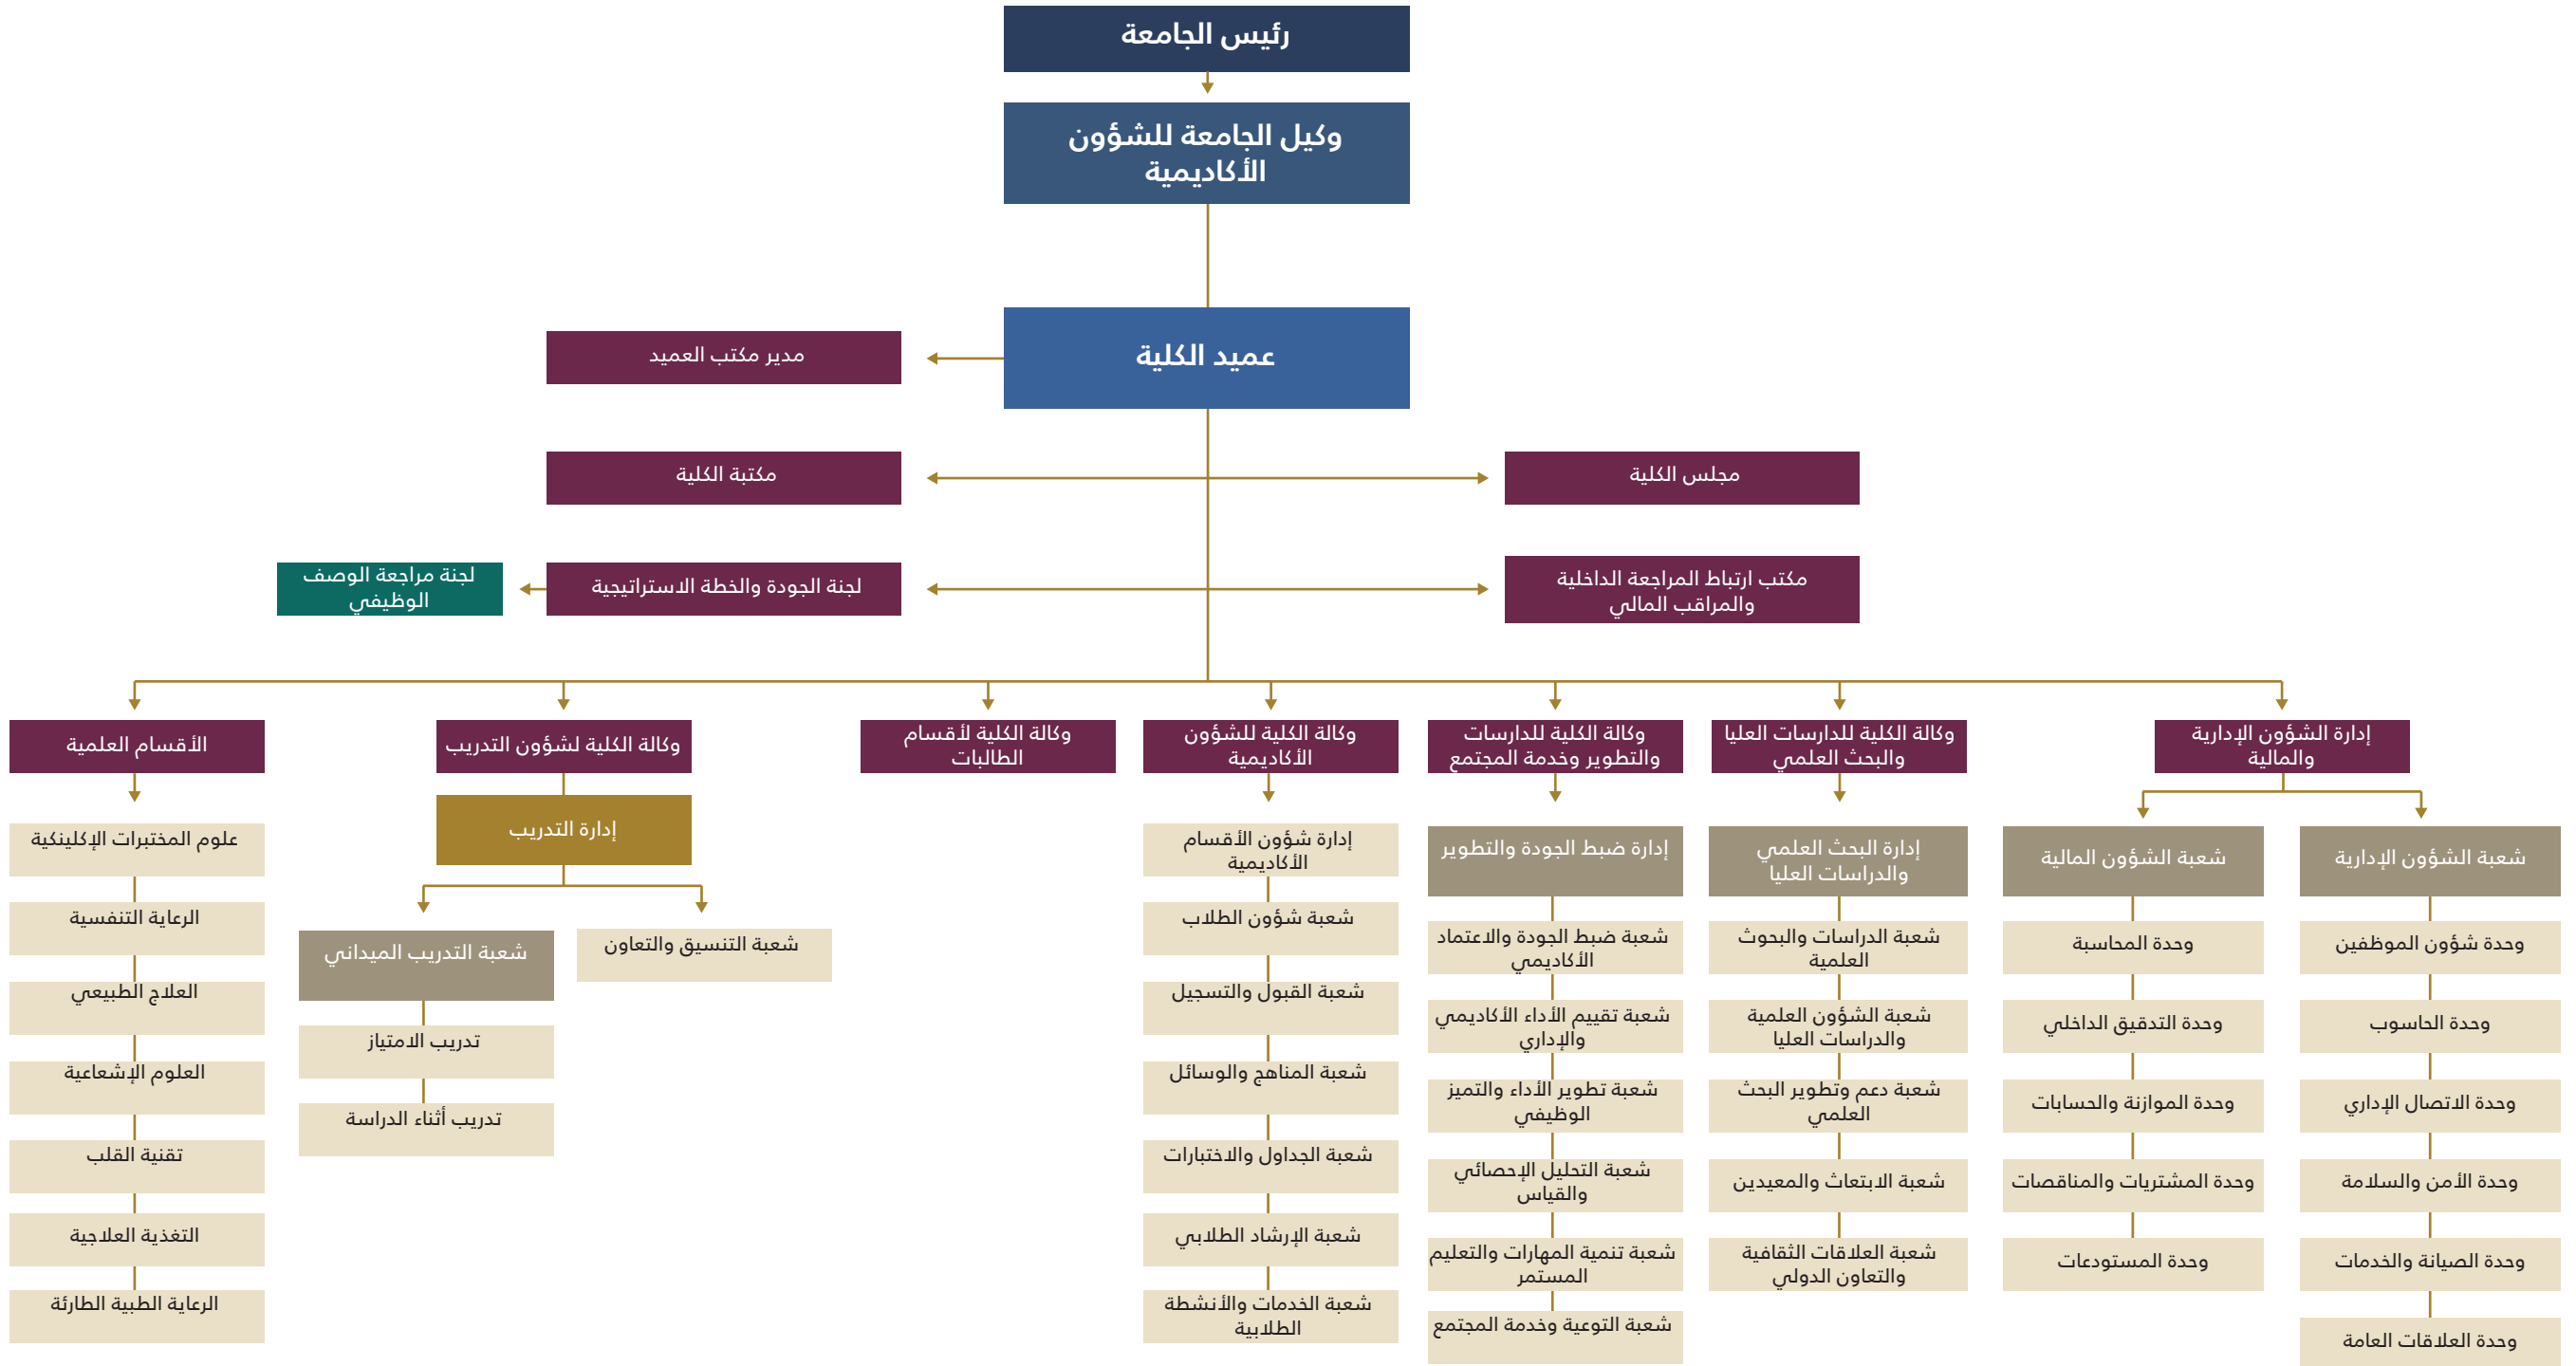 رئيس الجامعة
وكيل الجامعة للشؤون
الأكاديمية
عميد الكلية
مدير مكتب العميد
مجلس الكلية
مكتبة الكلية
مكتب ارتباط المراجعة الداخلية
والمراقب المالي
لجنة الجودة والخطة الاستراتيجية
لجنة مراجعة الوصف
الوظيفي
إدارة الشؤون الإدارية
والمالية
شعبة الشؤون الإدارية
وحدة شؤون الموظفين
وحدة الحاسوب
وحدة الاتصال الإداري
وحدة الأمن والسلامة
وحدة الصيانة والخدمات
وحدة العلاقات العامة
شعبة الشؤون المالية
وحدة المحاسبة
وحدة التدقيق الداخلي
وحدة الموازنة والحسابات
وحدة المشتريات والمناقصات
وحدة المستودعات
وكالة الكلية للدارسات العليا
والبحث العلمي
إدارة البحث العلمي
والدراسات العليا
شعبة الدراسات والبحوث
العلمية
شعبة الشؤون العلمية
والدراسات العليا
شعبة دعم وتطوير البحث
العلمي
شعبة الابتعاث والمعيدين
شعبة العلاقات الثقافية
والتعاون الدولي
وكالة الكلية للدارسات
والتطوير وخدمة المجتمع
إدارة ضبط الجودة والتطوير
شعبة ضبط الجودة والاعتماد
الأكاديمي
شعبة تقييم الأداء الأكاديمي
والإداري
شعبة تطوير الأداء والتميز
الوظيفي
شعبة التحليل الإحصائي
والقياس
شعبة تنمية المهارات والتعليم
المستمر
شعبة التوعية وخدمة المجتمع
وكالة الكلية للشؤون
الأكاديمية
إدارة شؤون الأقسام
الأكاديمية
شعبة شؤون الطلاب
شعبة القبول والتسجيل
شعبة المناهج والوسائل
شعبة الجداول والاختبارات
شعبة الإرشاد الطلابي
شعبة الخدمات والأنشطة
الطلابية
وكالة الكلية لأقسام
الطالبات
وكالة الكلية لشؤون التدريب
إدارة التدريب
شعبة التنسيق والتعاون
شعبة التدريب الميداني
تدريب الامتياز
تدريب أثناء الدراسة
الأقسام العلمية
علوم المختبرات الإكلينكية
الرعاية التنفسية
العلاج الطبيعي
العلوم الإشعاعية
تقنية القلب
التغذية العلاجية
الرعاية الطبية الطارئة